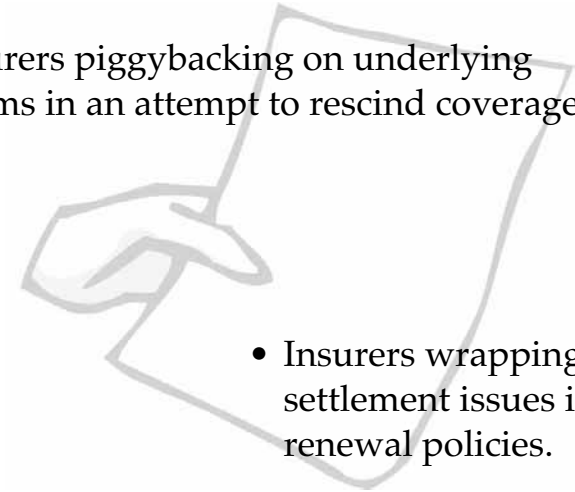 urers piggybacking on underlying
ms in an attempt to rescind coverage
• Insurers wrapping
settlement issues i
renewal policies.